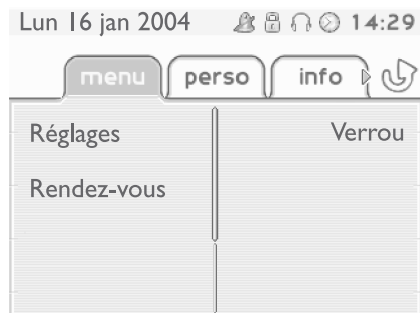 Lun 16 jan 2004 14:29
menu perso info
Réglages Verrou
Rendez-vous